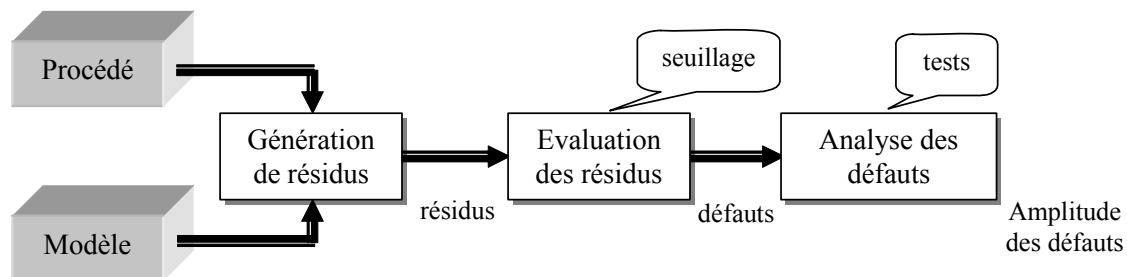 Procédé
seuillage
tests
Génération
de résidus
Evaluation
des résidus
Analyse des
défauts
résidus
défauts
Amplitude
des défauts
Modèle